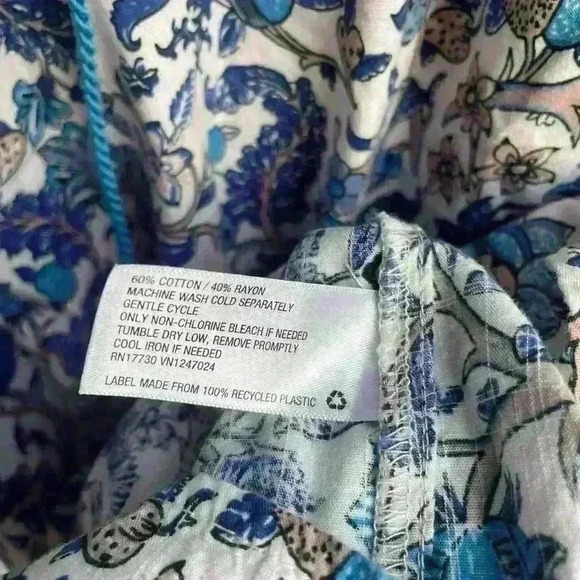 60% COTTON / 40% RAYON
MACHINE WASH COLD SEPARATELY
GENTLE CYCLE
ONLY NON-CHLORINE BLEACH IF NEEDED
TUMBLE DRY LOW, REMOVE PROMPTLY
COOL IRON IF NEEDED
RN17730 VN1247024
LABEL MADE FROM 100% RECYCLED PLASTIC